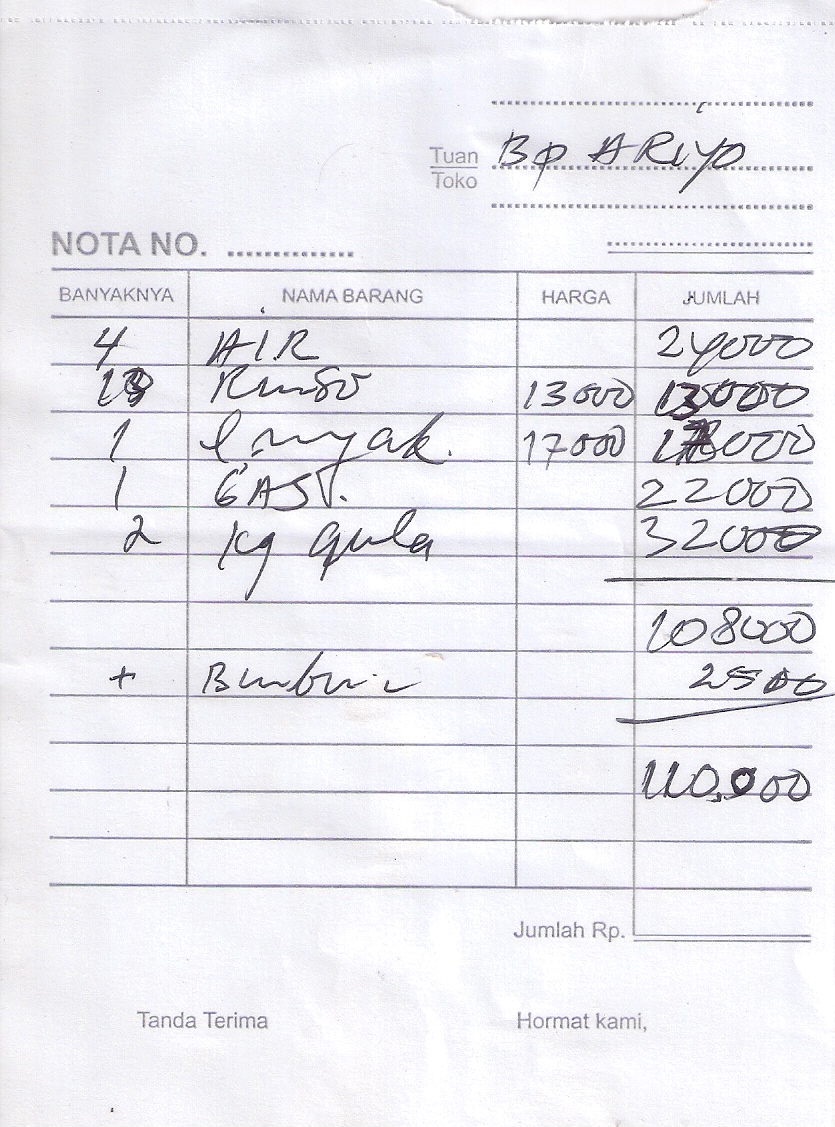 Tuan Bp ARiyo
Toko
NOTA NO. ............
BANYAKNYA NAMA BARANG HARGA JUMLAH
4 AIR 24000
1 Rinso 13000 13000
1 l myak. 17000 17000
1 GAS. 22000
2 kg gula 32000
108000
+ Bumbu 2500
110.000
Jumlah Rp.
Tanda Terima Hormat kami,